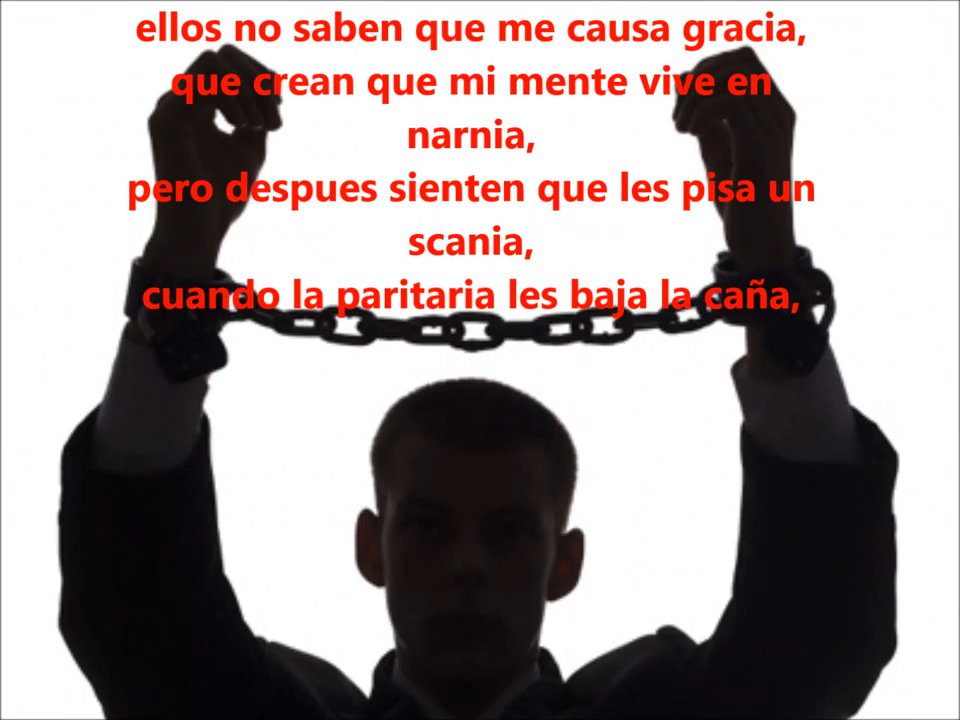 ellos no saben que me causa gracia,
que crean que mi mente vive en
narnia,
pero despues sienten que les pisa un
scania,
cuando la paritaria les baja la caña,